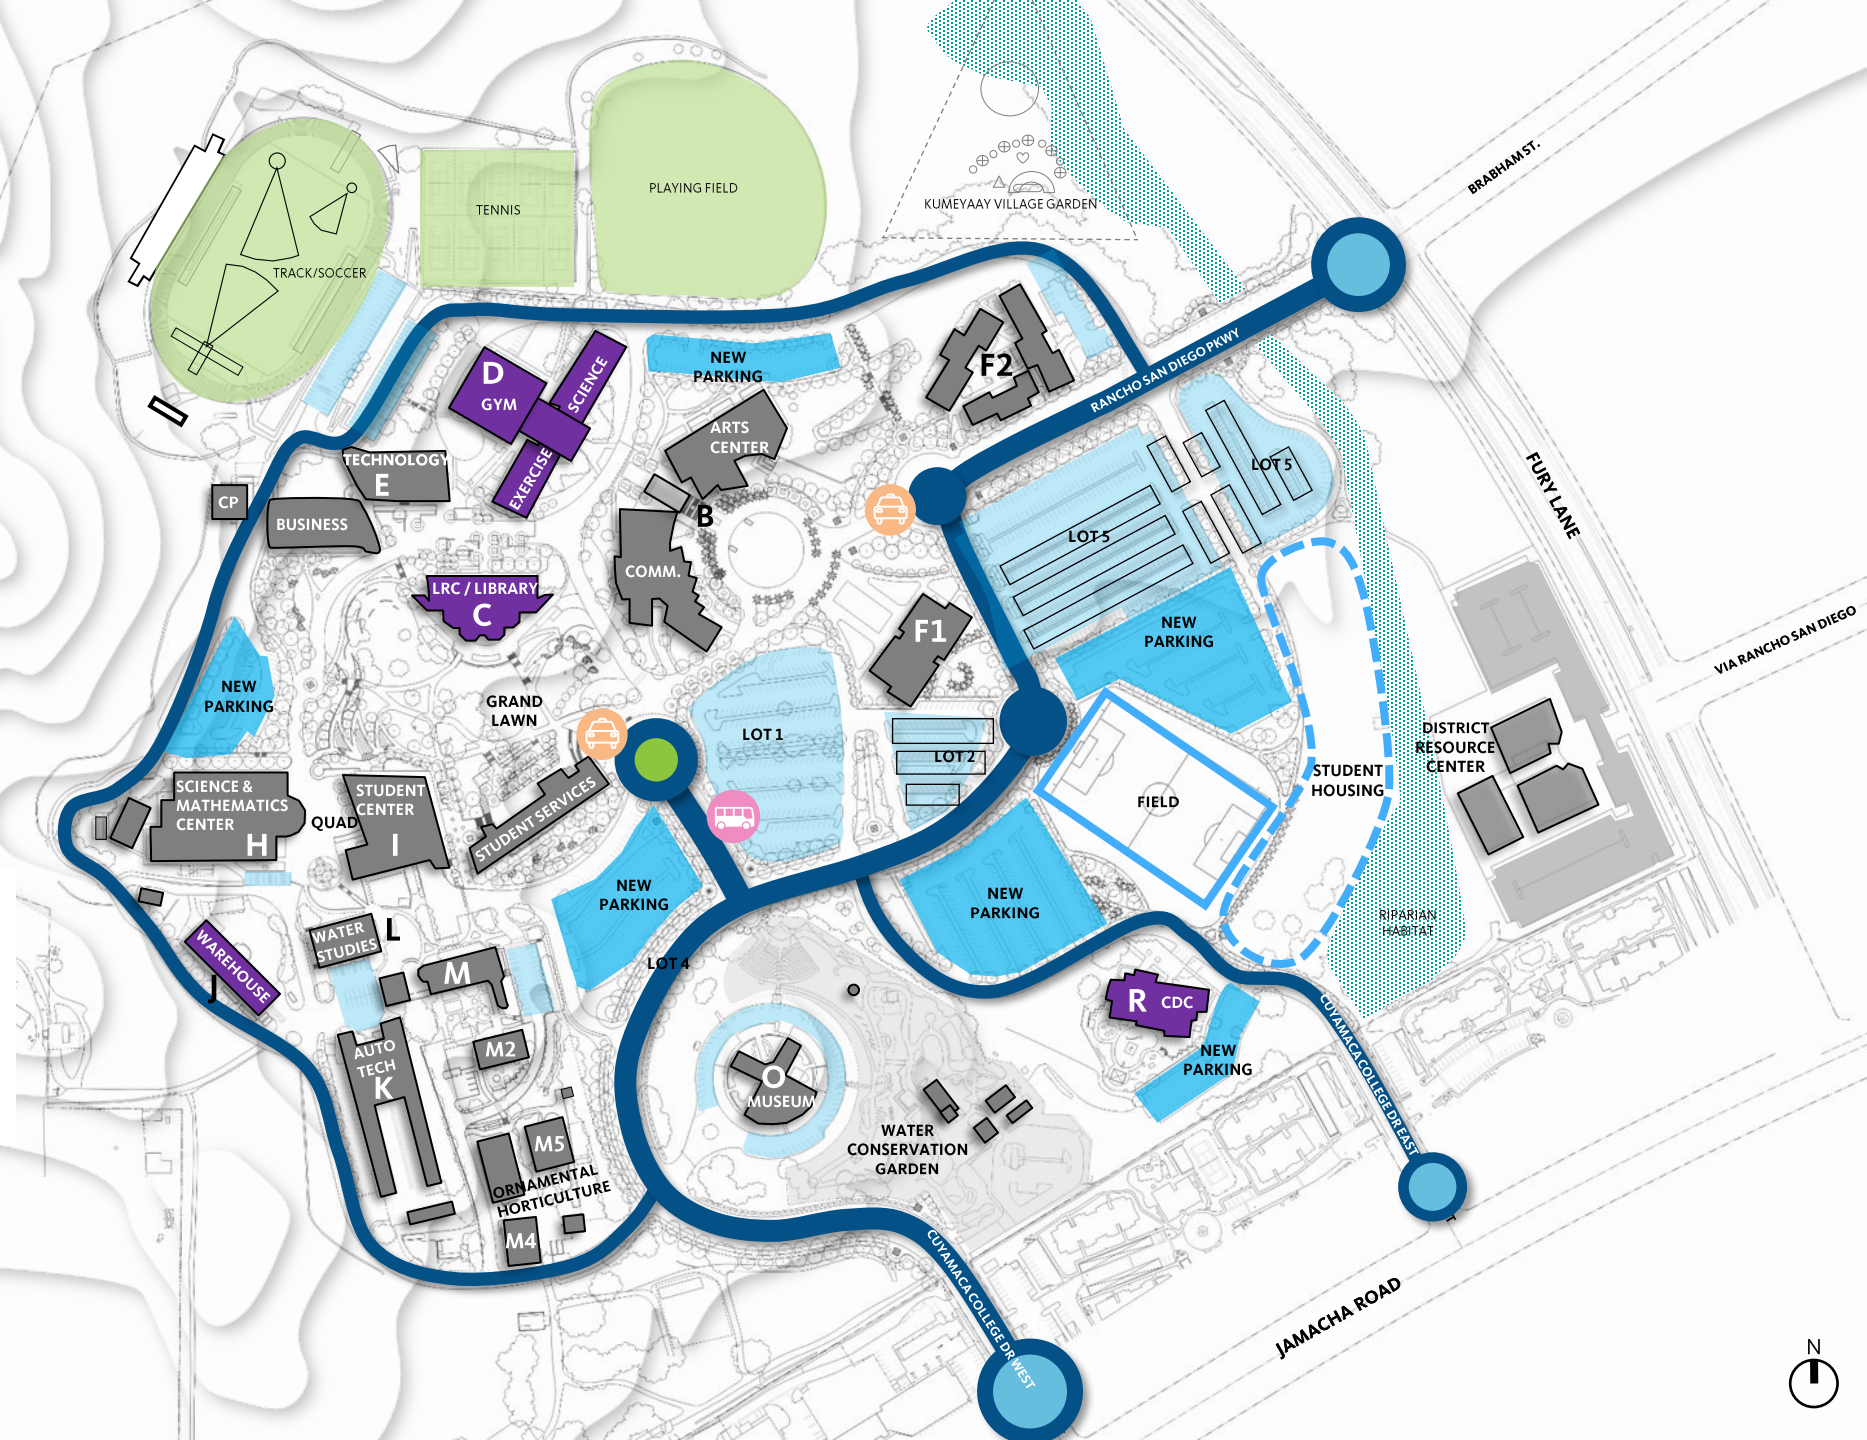 BRABHAM ST.
PLAYING FIELD
TENNIS
KUMEYAAY VILLAGE GARDEN
TRACK/SOCCER
RANCHO SAN DIEGO PKWY
NEW
PARKING
F2
D
GYM
SCIENCE
EXERCISE
ARTS
CENTER
TECHNOLOGY
E
CP
BUSINESS
B
LOT 5
LOT 5
FURY LANE
COMM.
LRC / LIBRARY
C
F1
NEW
PARKING
VIA RANCHO SAN DIEGO
NEW
PARKING
GRAND
LAWN
LOT 1
LOT 2
DISTRICT
RESOURCE
CENTER
STUDENT
HOUSING
FIELD
SCIENCE &
MATHEMATICS
CENTER
H
QUAD
STUDENT
CENTER
I
STUDENT SERVICES
NEW
PARKING
NEW
PARKING
RIPARIAN
HABITAT
WATER
STUDIES
L
WAREHOUSE
J
M
LOT 4
R
CDC
CUYAMACA COLLEGE DR EAST
AUTO
TECH
K
M2
O
MUSEUM
NEW
PARKING
M5
WATER
CONSERVATION
GARDEN
ORNAMENTAL
HORTICULTURE
M4
CUYAMACA COLLEGE DR WEST
T
JAMACHA ROAD
N